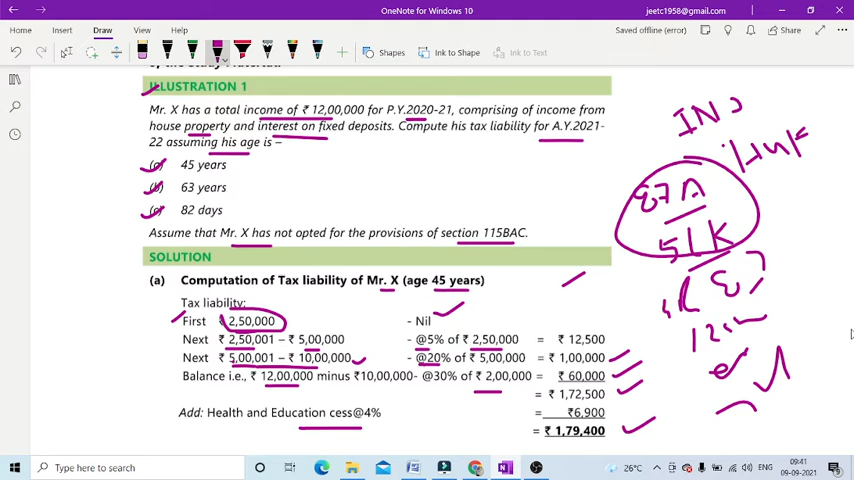 OneNote for Windows 10
jeetc1958@gmail.com
Home Insert Draw View Help
Saved offline (error) Share
Shapes Ink to Shape Ink to Text
ILLUSTRATION 1
Mr. X has a total income of ₹ 12,00,000 for P.Y.2020-21, comprising of income from
house property and interest on fixed deposits. Compute his tax liability for A.Y.2021-
22 assuming his age is –
(a) 45 years
(b) 63 years
(c) 82 days
Assume that Mr. X has not opted for the provisions of section 115BAC.
SOLUTION
(a) Computation of Tax liability of Mr. X (age 45 years)
Tax liability:
First ₹ 2,50,000 - Nil
Next ₹ 2,50,001 – ₹ 5,00,000 - @5% of ₹ 2,50,000 = ₹ 12,500
Next ₹ 5,00,001 – ₹ 10,00,000 - @20% of ₹ 5,00,000 = ₹ 1,00,000
Balance i.e., ₹ 12,00,000 minus ₹10,00,000- @30% of ₹ 2,00,000 = ₹ 60,000
= ₹ 1,72,500
Add: Health and Education cess@4% = ₹6,900
= ₹ 1,79,400
IND
HUF
87A
5LK
Type here to search
26°C
ENG
09:41
09-09-2021